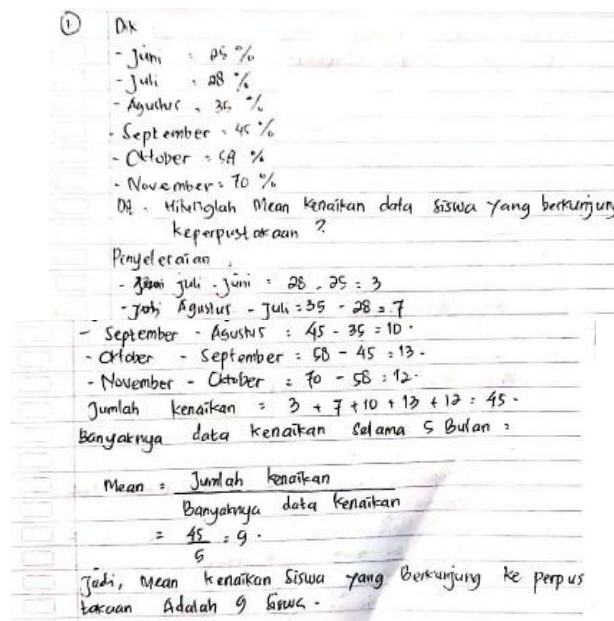 ① Dik
- Juni : 25 %
- Juli : 28 %
- Agustus : 35 %
- September : 45 %
- Oktober : 58 %
- November : 70 %
Dit : Hitunglah Mean kenaikan data siswa yang berkunjung
keperpustakaan ?
Penyelesaian :
- Juli - Juni = 28 - 25 = 3
- Agustus - Juli = 35 - 28 = 7
- September - Agustus : 45 - 35 = 10 .
- Oktober - September : 58 - 45 = 13 .
- November - Oktober : 70 - 58 = 12 .
Jumlah kenaikan = 3 + 7 + 10 + 13 + 12 = 45 .
Banyaknya data kenaikan selama 5 Bulan :
Mean = Jumlah kenaikan
Banyaknya data kenaikan
= 45 = 9 .
5
Jadi, Mean kenaikan Siswa yang Berkunjung ke perpus
takaan Adalah 9 siswa .